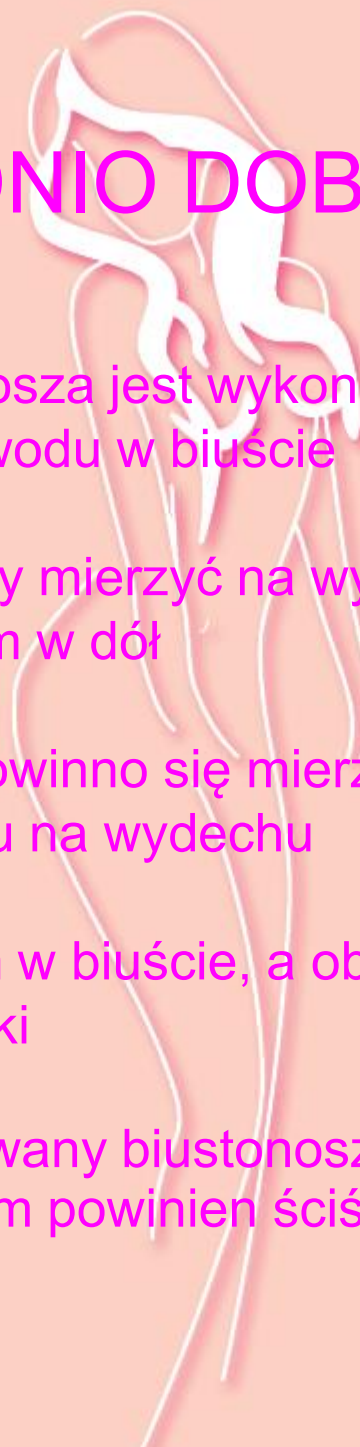 ONIO DOB
osza jest wykon
wodu w biuście
y mierzyć na wy
m w dół
owinno się mierz
u na wydechu
w biuście, a ob
ki
wany biustonosz
m powinien ściś